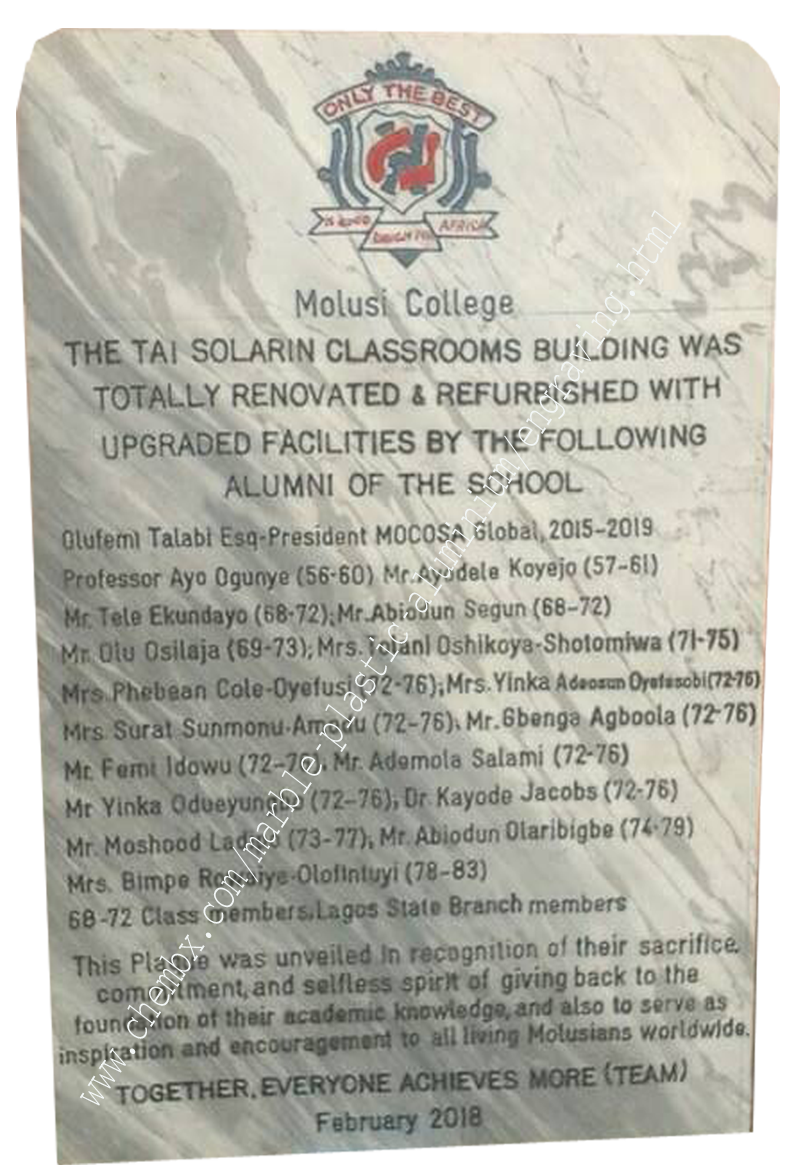 ONLY THE BEST
IS GOOD
ENOUGH FOR
AFRICA
Molusi College
THE TAI SOLARIN CLASSROOMS BUILDING WAS
TOTALLY RENOVATED & REFURBISHED WITH
UPGRADED FACILITIES BY THE FOLLOWING
ALUMNI OF THE SCHOOL
Olufemi Talabi Esq-President MOCOSA Global, 2015-2019
Professor Ayo Ogunye (56-60) Mr. Ayodele Koyejo (57-61)
Mr. Tele Ekundayo (68-72); Mr. Abiodun Segun (68-72)
Mr. Olu Osilaja (69-73); Mrs. Oshikoya-Shotomiwa (71-75)
Mrs. Phebean Cole-Oyefusi (72-76); Mrs. Yinka Adeosun Oyefesobi (72-76)
Mrs. Surat Sunmonu-Amodu (72-76), Mr. Gbenga Agboola (72-76)
Mr. Femi Idowu (72-76), Mr. Ademola Salami (72-76)
Mr Yinka (72-76), Dr. Kayode Jacobs (72-76)
Mr. Moshood (73-77), Mr. Abiodun Olaribigbe (74-79)
Mrs. Bimpe (78-83)
68-72 Class members, Lagos State Branch members
This Plaque was unveiled in recognition of their sacrifice,
commitment, and selfless spirit of giving back to the
foundation of their academic knowledge, and also to serve as
inspiration and encouragement to all living Molusians worldwide.
TOGETHER, EVERYONE ACHIEVES MORE (TEAM)
February 2018
www.chembx.com/marble-plastic-aluminium/engraving.html